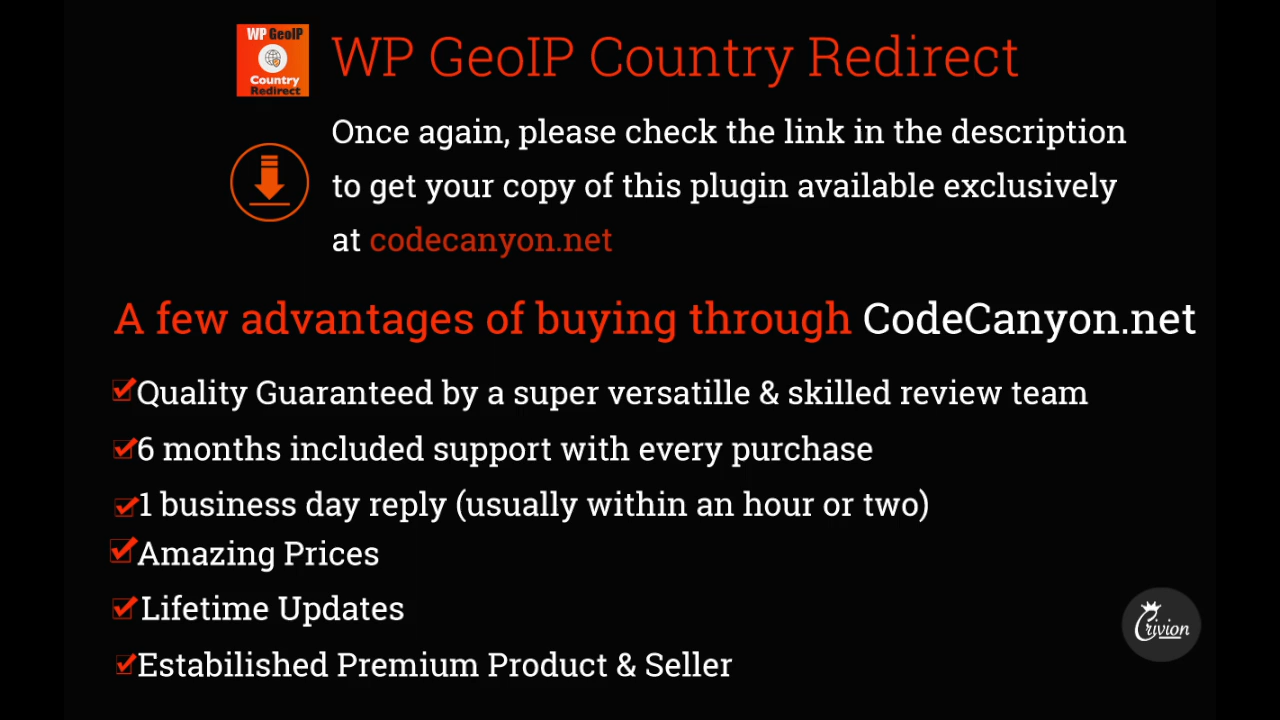 WP GeoIP
Country
Redirect
WP GeoIP Country Redirect
Once again, please check the link in the description
to get your copy of this plugin available exclusively
at codecanyon.net
A few advantages of buying through CodeCanyon.net
Quality Guaranteed by a super versatille & skilled review team
6 months included support with every purchase
1 business day reply (usually within an hour or two)
Amazing Prices
Lifetime Updates
Estabilished Premium Product & Seller
Crivion